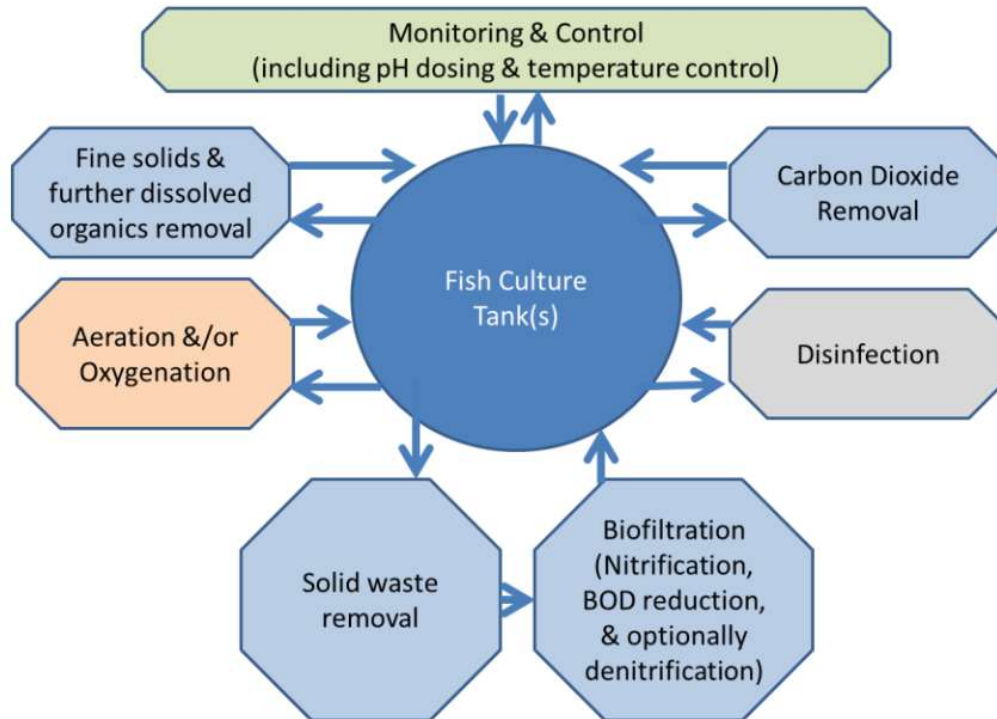 Monitoring & Control
(including pH dosing & temperature control)
Fine solids &
further dissolved
organics removal
Carbon Dioxide
Removal
Fish Culture
Tank(s)
Aeration &/or
Oxygenation
Disinfection
Solid waste
removal
Biofiltration
(Nitrification,
BOD reduction,
& optionally
denitrification)